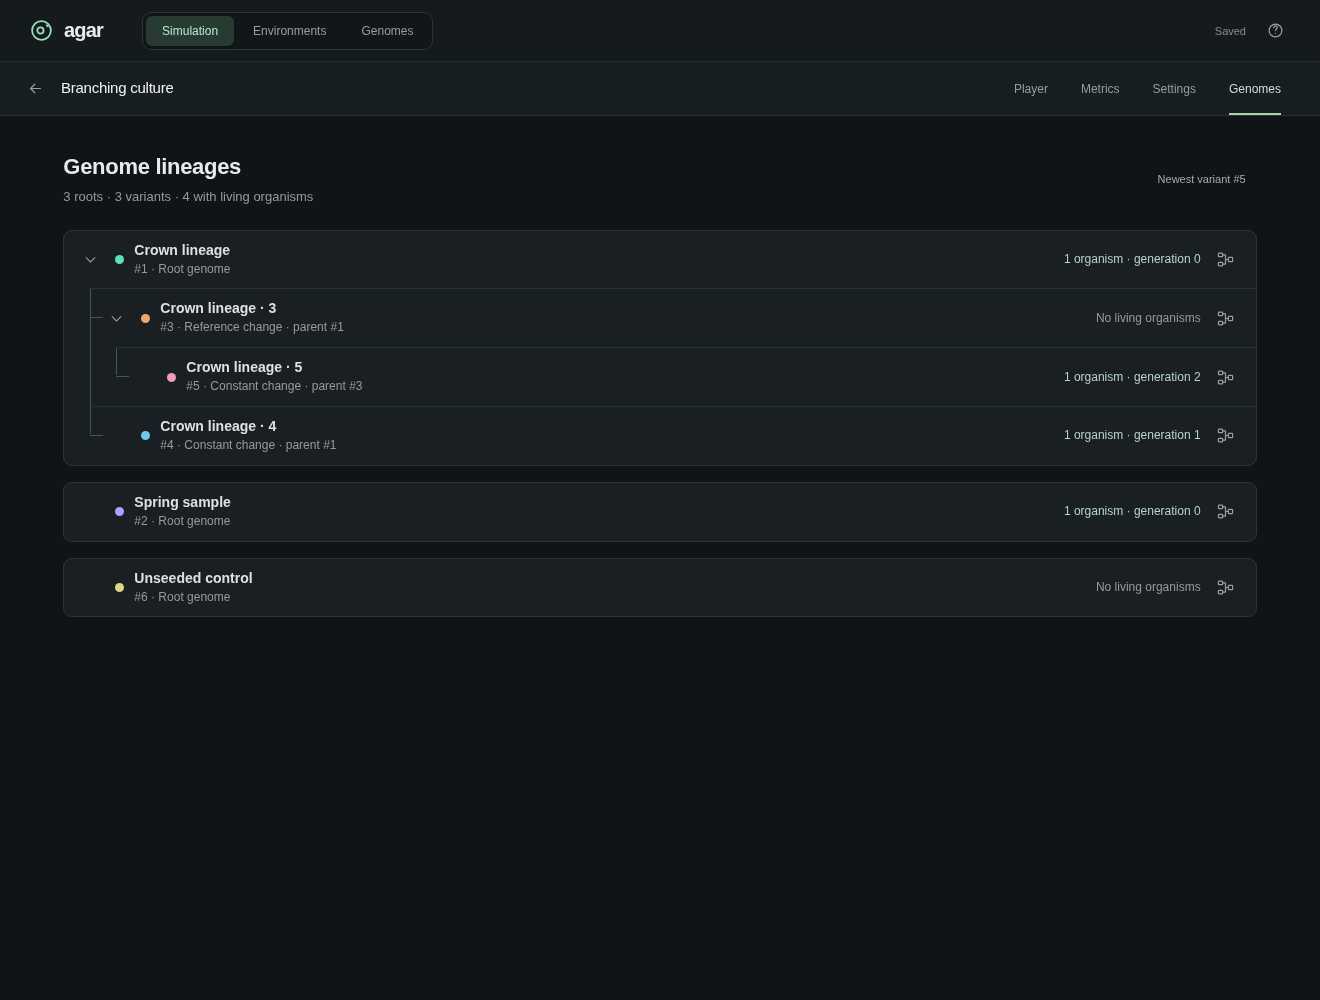 agar
Simulation
Environments
Genomes
Saved
Branching culture
Player
Metrics
Settings
Genomes
Genome lineages
3 roots · 3 variants · 4 with living organisms
Newest variant #5
Crown lineage
#1 · Root genome
1 organism · generation 0
Crown lineage · 3
#3 · Reference change · parent #1
No living organisms
Crown lineage · 5
#5 · Constant change · parent #3
1 organism · generation 2
Crown lineage · 4
#4 · Constant change · parent #1
1 organism · generation 1
Spring sample
#2 · Root genome
1 organism · generation 0
Unseeded control
#6 · Root genome
No living organisms